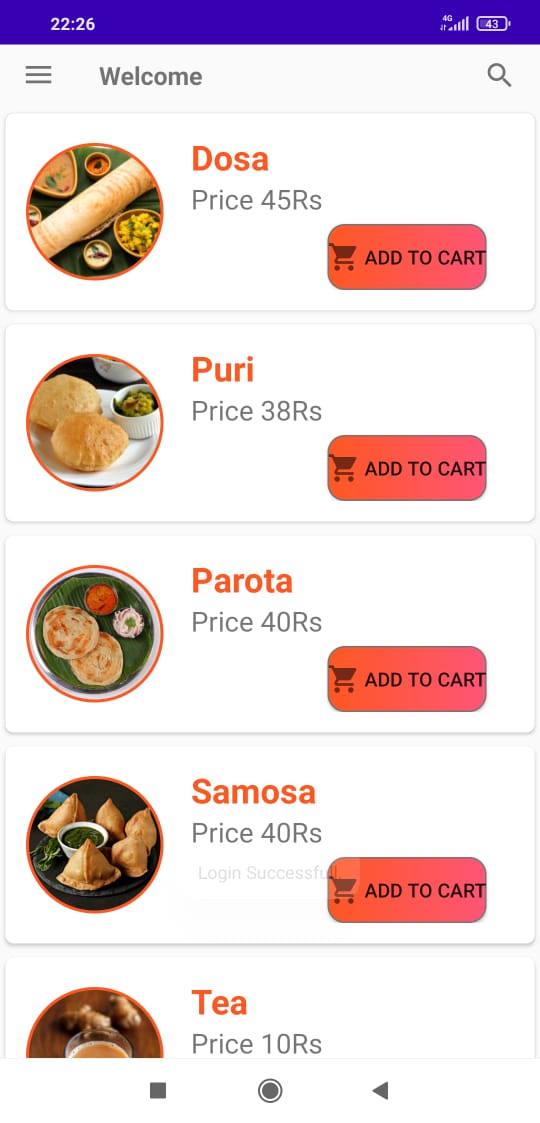 22:26
4G
43
Welcome
Dosa
Price 45Rs
ADD TO CART
Puri
Price 38Rs
ADD TO CART
Parota
Price 40Rs
ADD TO CART
Samosa
Price 40Rs
Login Successfull.
ADD TO CART
Tea
Price 10Rs